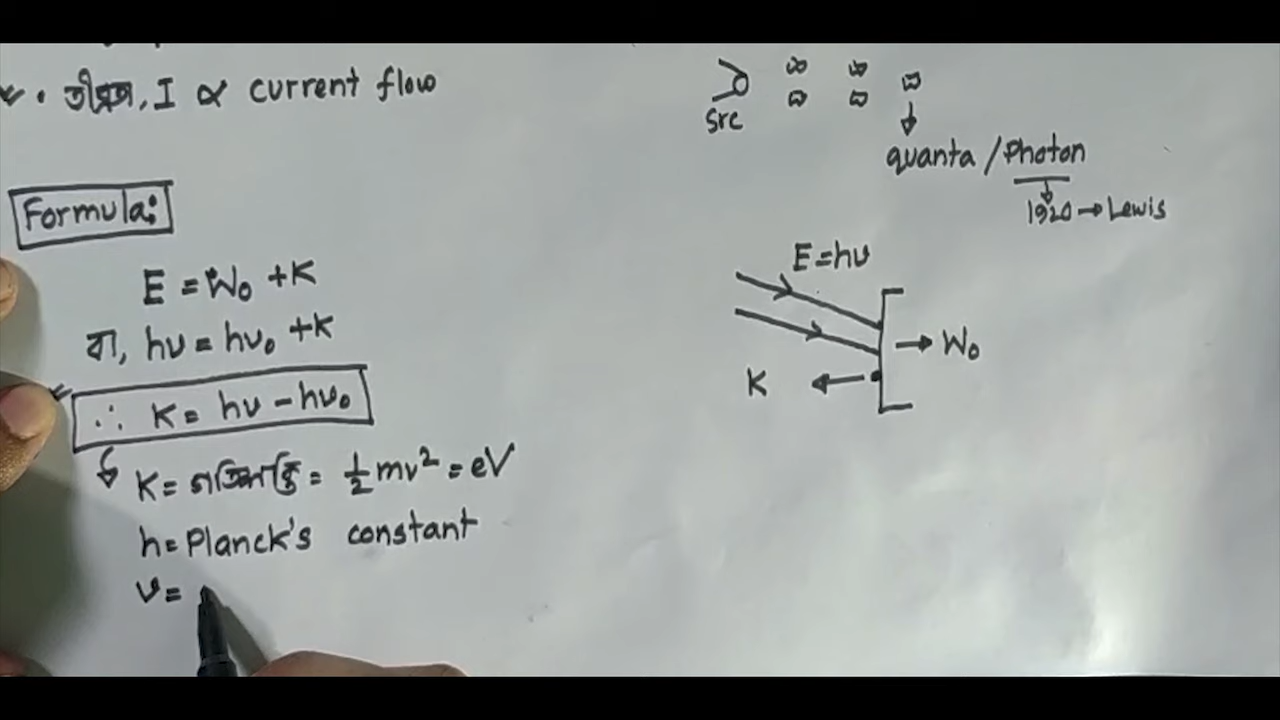 • তীব্রতা, I ∝ current flow
Formula:
E = W₀ + K
বা, hν = hν₀ + K
∴ K = hν - hν₀
K = গতিশক্তি = ½mv² = eV
h = Planck's constant
ν =
src
quanta / Photon
1920 → Lewis
E = hν
→ W₀
K ←